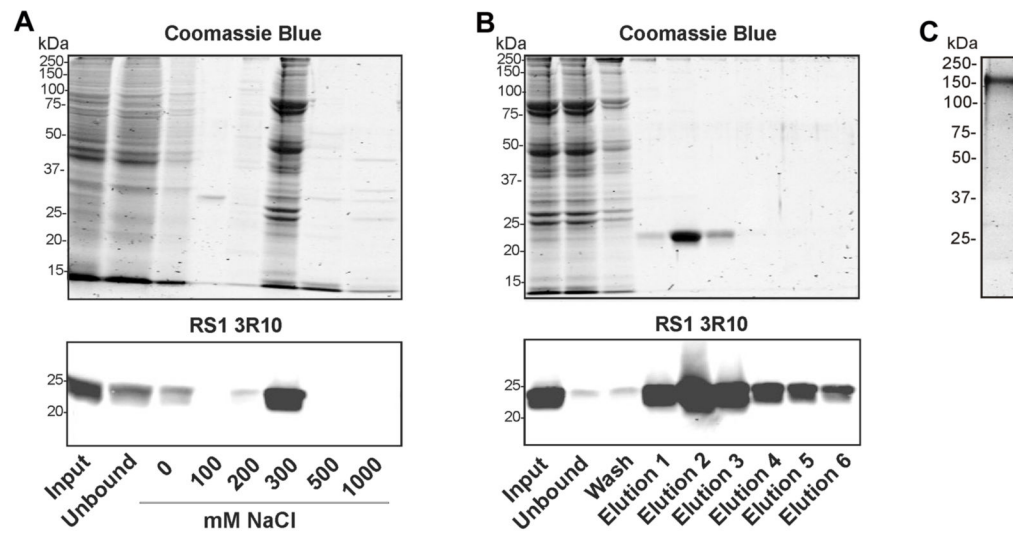 A
Coomassie Blue
kDa
250-
150-
100-
75-
50-
37-
25-
20-
15-
RS1 3R10
25-
20-
Input
Unbound
0
100
200
300
500
1000
mM NaCl
B
Coomassie Blue
kDa
250-
150-
100-
75-
50-
37-
25-
20-
15-
RS1 3R10
25-
20-
Input
Unbound
Wash
Elution 1
Elution 2
Elution 3
Elution 4
Elution 5
Elution 6
C
kDa
250-
150-
100-
75-
50-
37-
25-